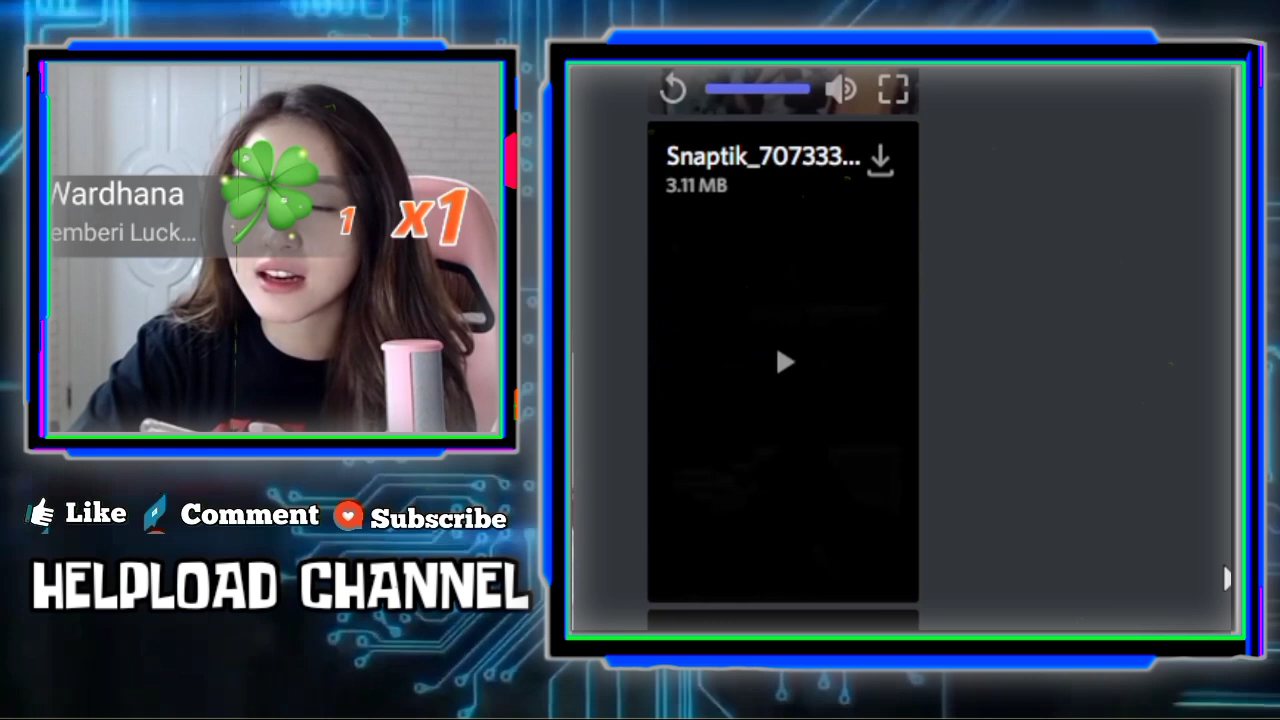 Wardhana
emberi Luck...
1 x1
Like Comment Subscribe
HELPLOAD CHANNEL
Snaptik_707333...
3.11 MB